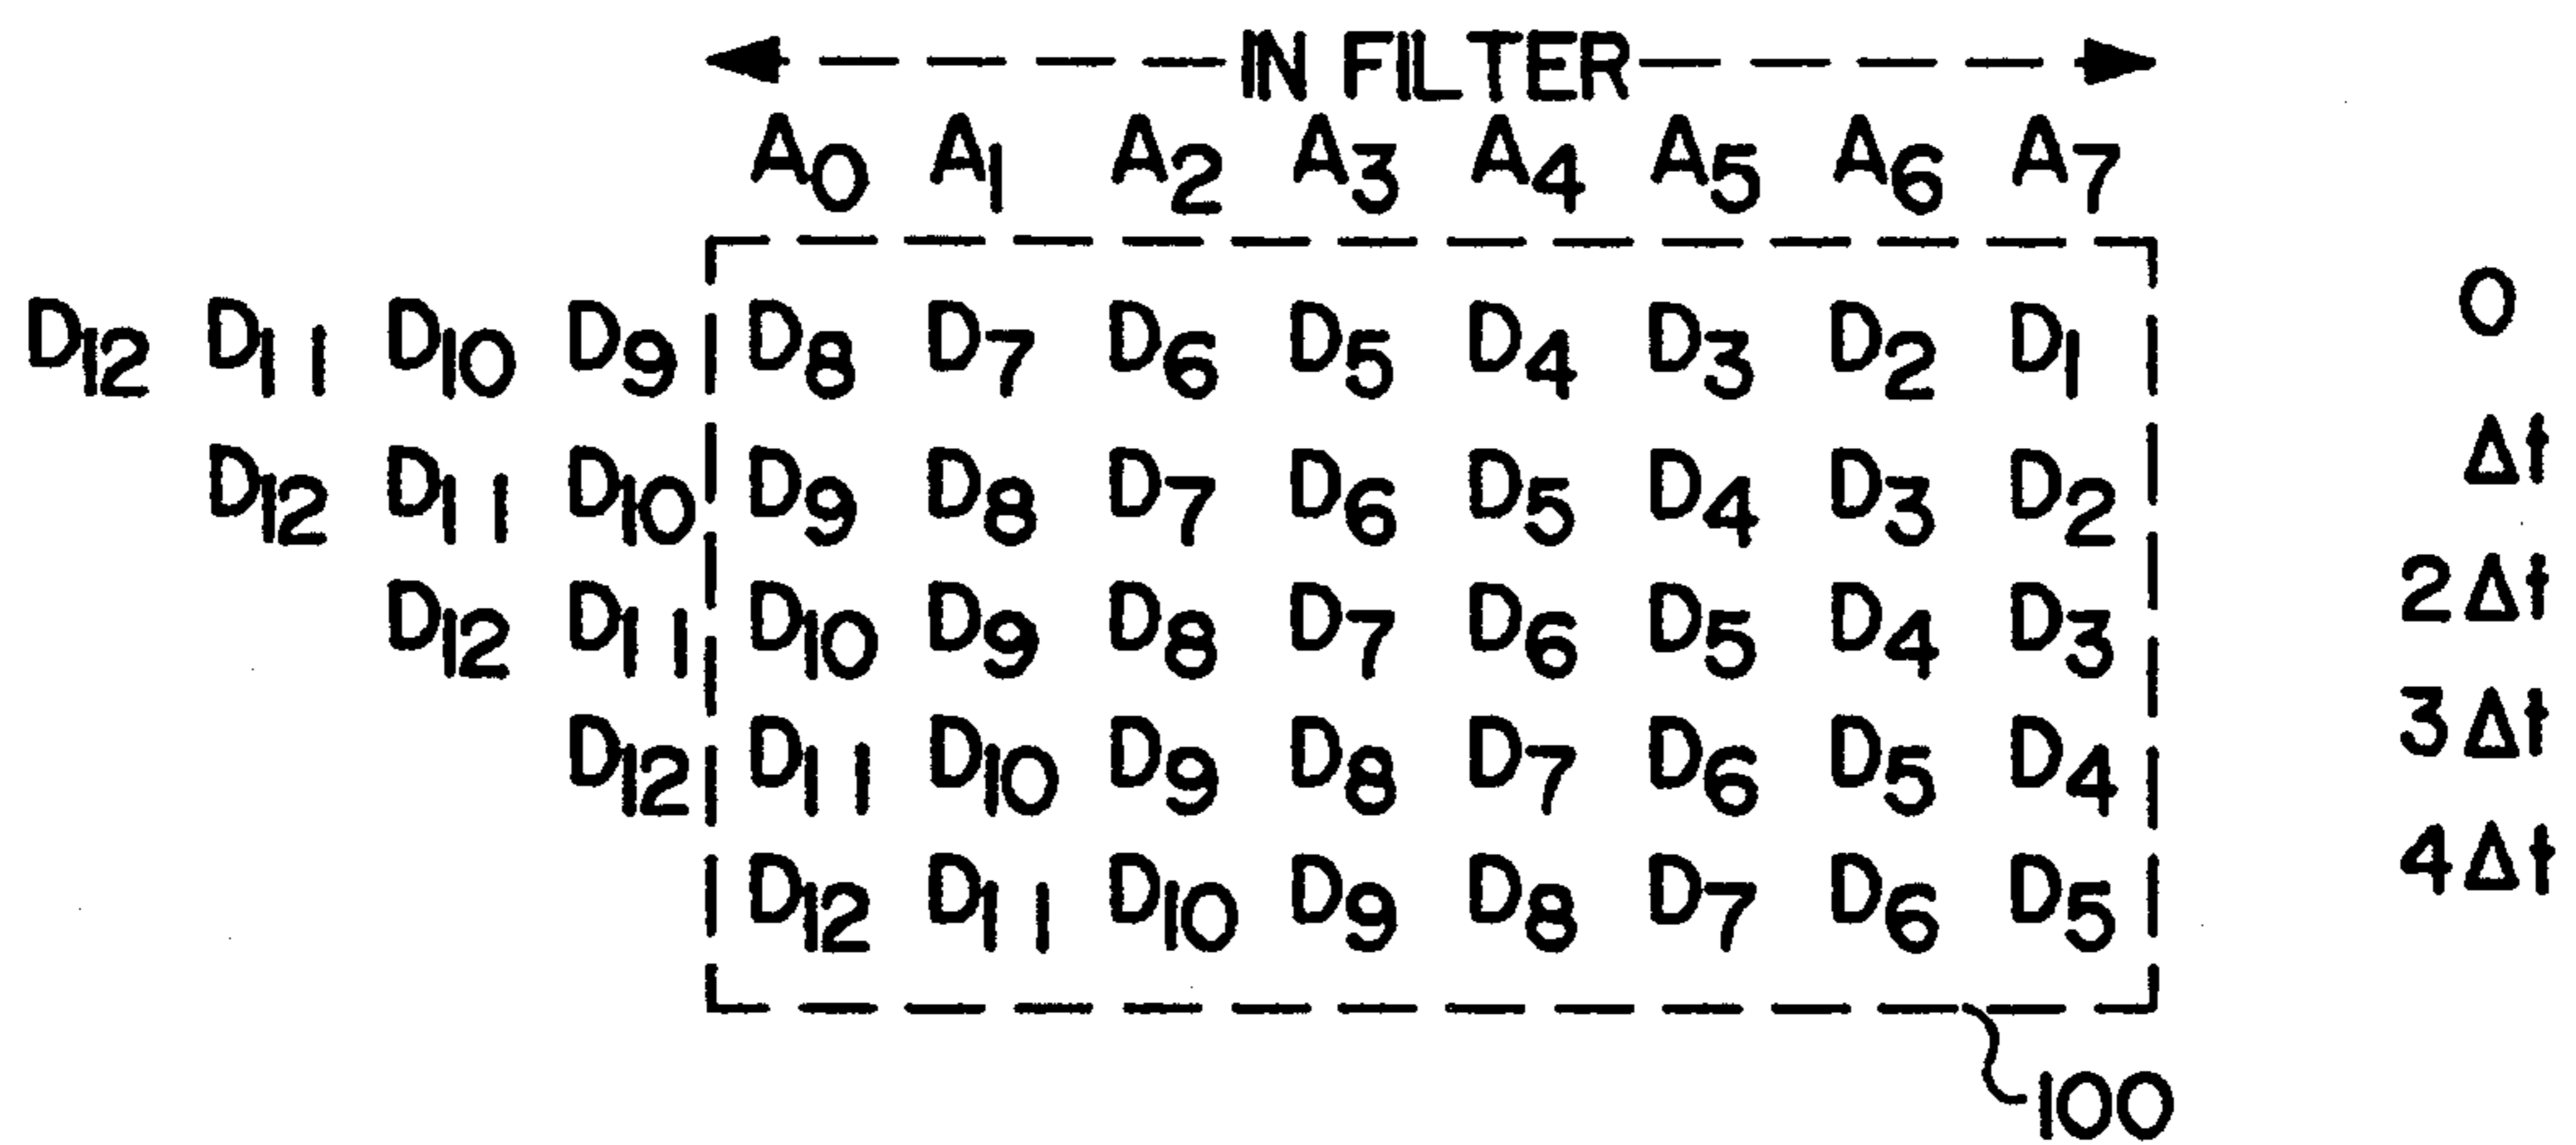 IN FILTER
A0 A1 A2 A3 A4 A5 A6 A7
D12 D11 D10 D9 D8 D7 D6 D5 D4 D3 D2 D1 0
D12 D11 D10 D9 D8 D7 D6 D5 D4 D3 D2 Δt
D12 D11 D10 D9 D8 D7 D6 D5 D4 D3 2Δt
D12 D11 D10 D9 D8 D7 D6 D5 D4 3Δt
D12 D11 D10 D9 D8 D7 D6 D5 4Δt
100